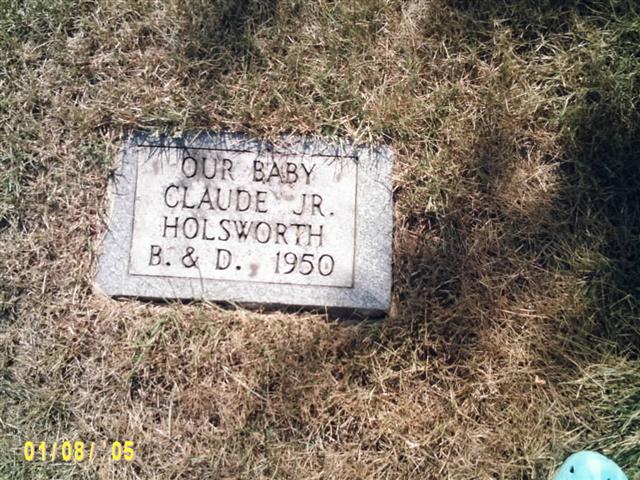 OUR BABY
CLAUDE JR.
HOLSWORTH
B. & D. 1950
01/08/ 05